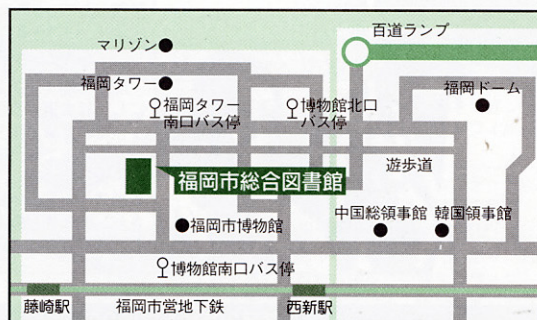 百道ランプ
マリゾン
福岡タワー
福岡ドーム
福岡タワー
南口バス停
博物館北口
バス停
遊歩道
福岡市総合図書館
中国総領事館
韓国領事館
福岡市博物館
博物館南口バス停
藤崎駅
福岡市営地下鉄
西新駅